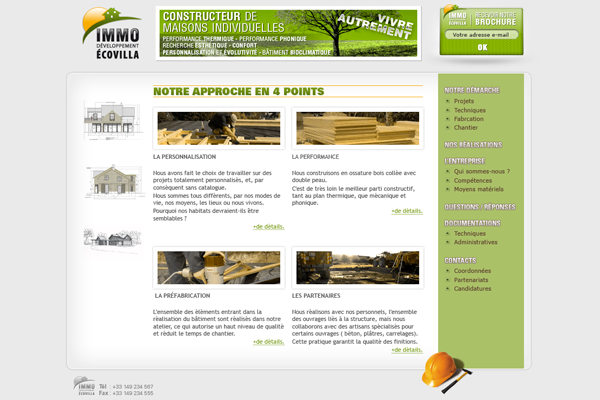 IMMO
DÉVELOPPEMENT
ÉCOVILLA
CONSTRUCTEUR DE
MAISONS INDIVIDUELLES
PERFORMANCE THERMIQUE - PERFORMANCE PHONIQUE
RECHERCHE ESTHÉTIQUE - CONFORT
PERSONNALISATION ET ÉVOLUTIVITÉ - BÂTIMENT BIOCLIMATIQUE
VIVRE
AUTREMENT
IMMO
ÉCOVILLA
RECEVOIR NOTRE
BROCHURE
Votre adresse e-mail
OK
NOTRE APPROCHE EN 4 POINTS
LA PERSONNALISATION
Nous avons fait le choix de travailler sur des
projets totalement personnalisés, et, par
conséquent sans catalogue.
Nous sommes tous différents, par nos modes de
vie, nos moyens, les lieux ou nous vivons.
Pourquoi nos habitats devraient-ils être
semblables ?
+de détails.
LA PERFORMANCE
Nous construisons en ossature bois collée avec
double peau.
C'est de très loin le meilleur parti constructif,
tant au plan thermique, que mécanique et
phonique.
+de détails.
LA PRÉFABRICATION
L'ensemble des éléments entrant dans la
réalisation du bâtiment sont réalisés dans notre
atelier, ce qui autorise un haut niveau de qualité
et réduit le temps de chantier.
+de détails.
LES PARTENAIRES
Nous réalisons avec nos personnels, l'ensemble
des ouvrages liés à la structure, mais nous
collaborons avec des artisans spécialisés pour
certains ouvrages ( béton, plâtres, carrelages).
Cette pratique garantit la qualité des finitions.
+de détails.
NOTRE DÉMARCHE
Projets
Techniques
Fabrication
Chantier
NOS RÉALISATIONS
L'ENTREPRISE
Qui sommes-nous ?
Compétences
Moyens matériels
QUESTIONS - RÉPONSES
DOCUMENTATIONS
Techniques
Administratives
CONTACTS
Coordonnées
Partenariats
Candidatures
IMMO
ÉCOVILLA
Tél : +33 149 234 567
Fax : +33 149 234 555